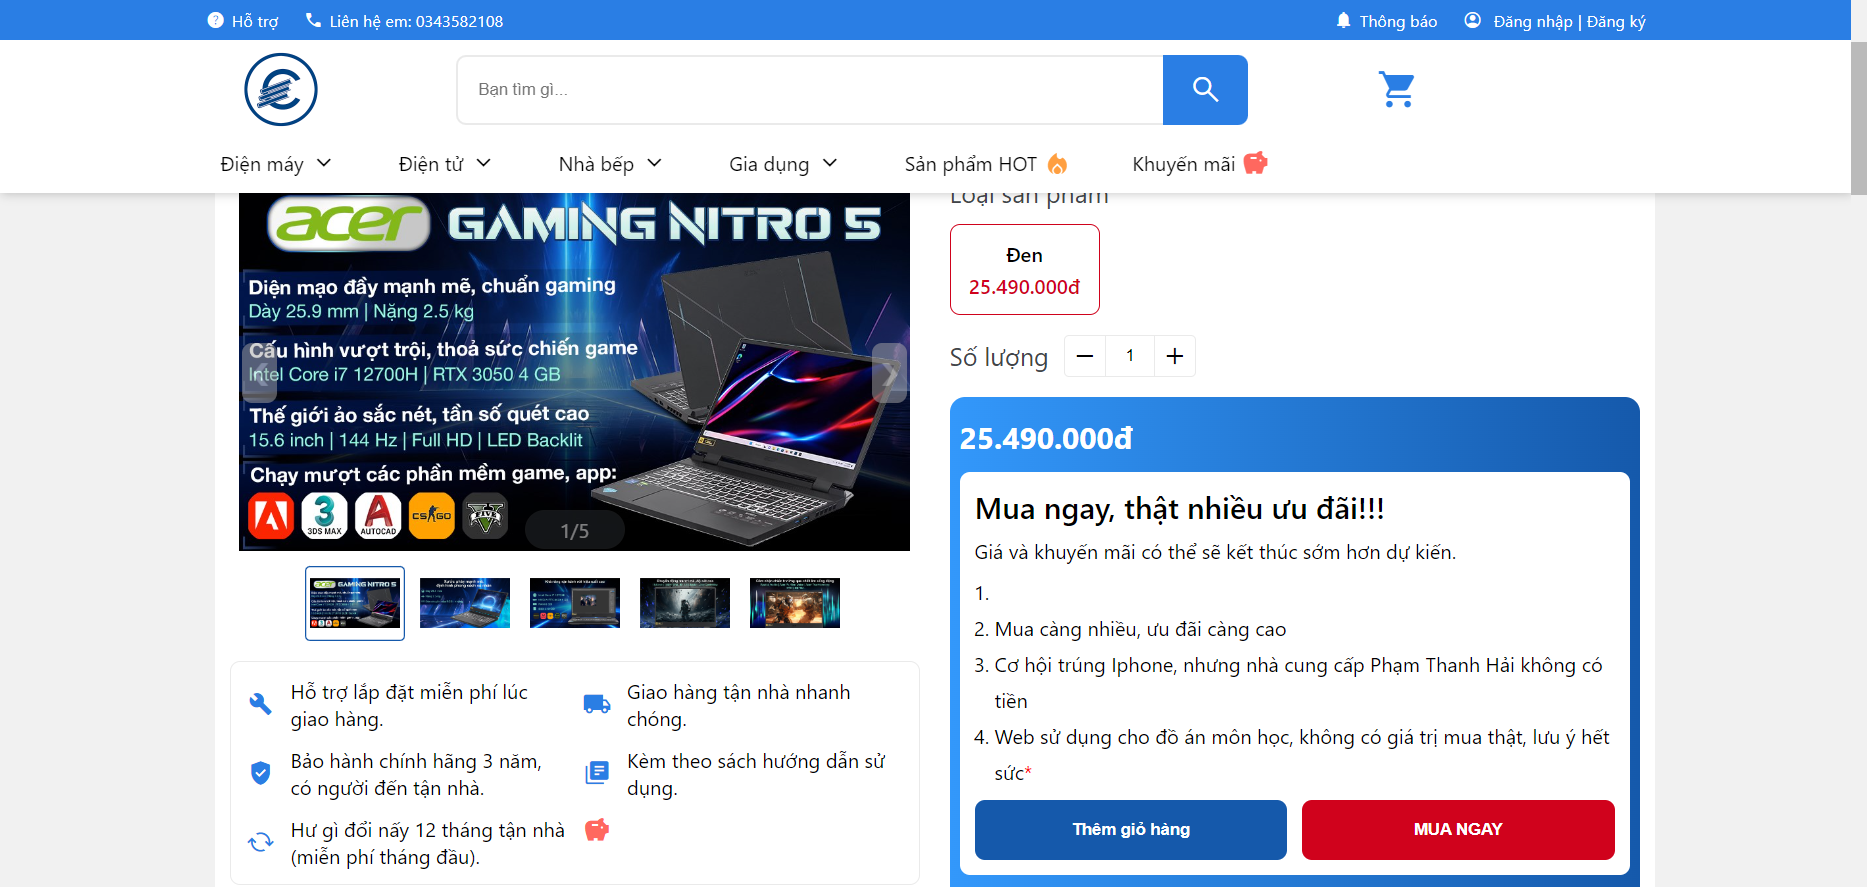 Hỗ trợ
Liên hệ em: 0343582108
Thông báo
Đăng nhập | Đăng ký
Bạn tìm gì...
Điện máy
Điện tử
Nhà bếp
Gia dụng
Sản phẩm HOT
Khuyến mãi
acer GAMING NITRO 5
Diện mạo đầy mạnh mẽ, chuẩn gaming
Dày 25.9 mm | Nặng 2.5 kg
Cấu hình vượt trội, thoả sức chiến game
Intel Core i7 12700H | RTX 3050 4 GB
Thế giới ảo sắc nét, tần số quét cao
15.6 inch | 144 Hz | Full HD | LED Backlit
Chạy mượt các phần mềm game, app:
3DS MAX
AUTOCAD
CS GO
FIVE
1/5
ACER GAMING NITRO 5
Hỗ trợ lắp đặt miễn phí lúc
giao hàng.
Giao hàng tận nhà nhanh
chóng.
Bảo hành chính hãng 3 năm,
có người đến tận nhà.
Kèm theo sách hướng dẫn sử
dụng.
Hư gì đổi nấy 12 tháng tận nhà
(miễn phí tháng đầu).
Loại sản phẩm
Đen
25.490.000đ
Số lượng
1
25.490.000đ
Mua ngay, thật nhiều ưu đãi!!!
Giá và khuyến mãi có thể sẽ kết thúc sớm hơn dự kiến.
1.
2. Mua càng nhiều, ưu đãi càng cao
3. Cơ hội trúng Iphone, nhưng nhà cung cấp Phạm Thanh Hải không có
tiền
4. Web sử dụng cho đồ án môn học, không có giá trị mua thật, lưu ý hết
sức*
Thêm giỏ hàng
MUA NGAY